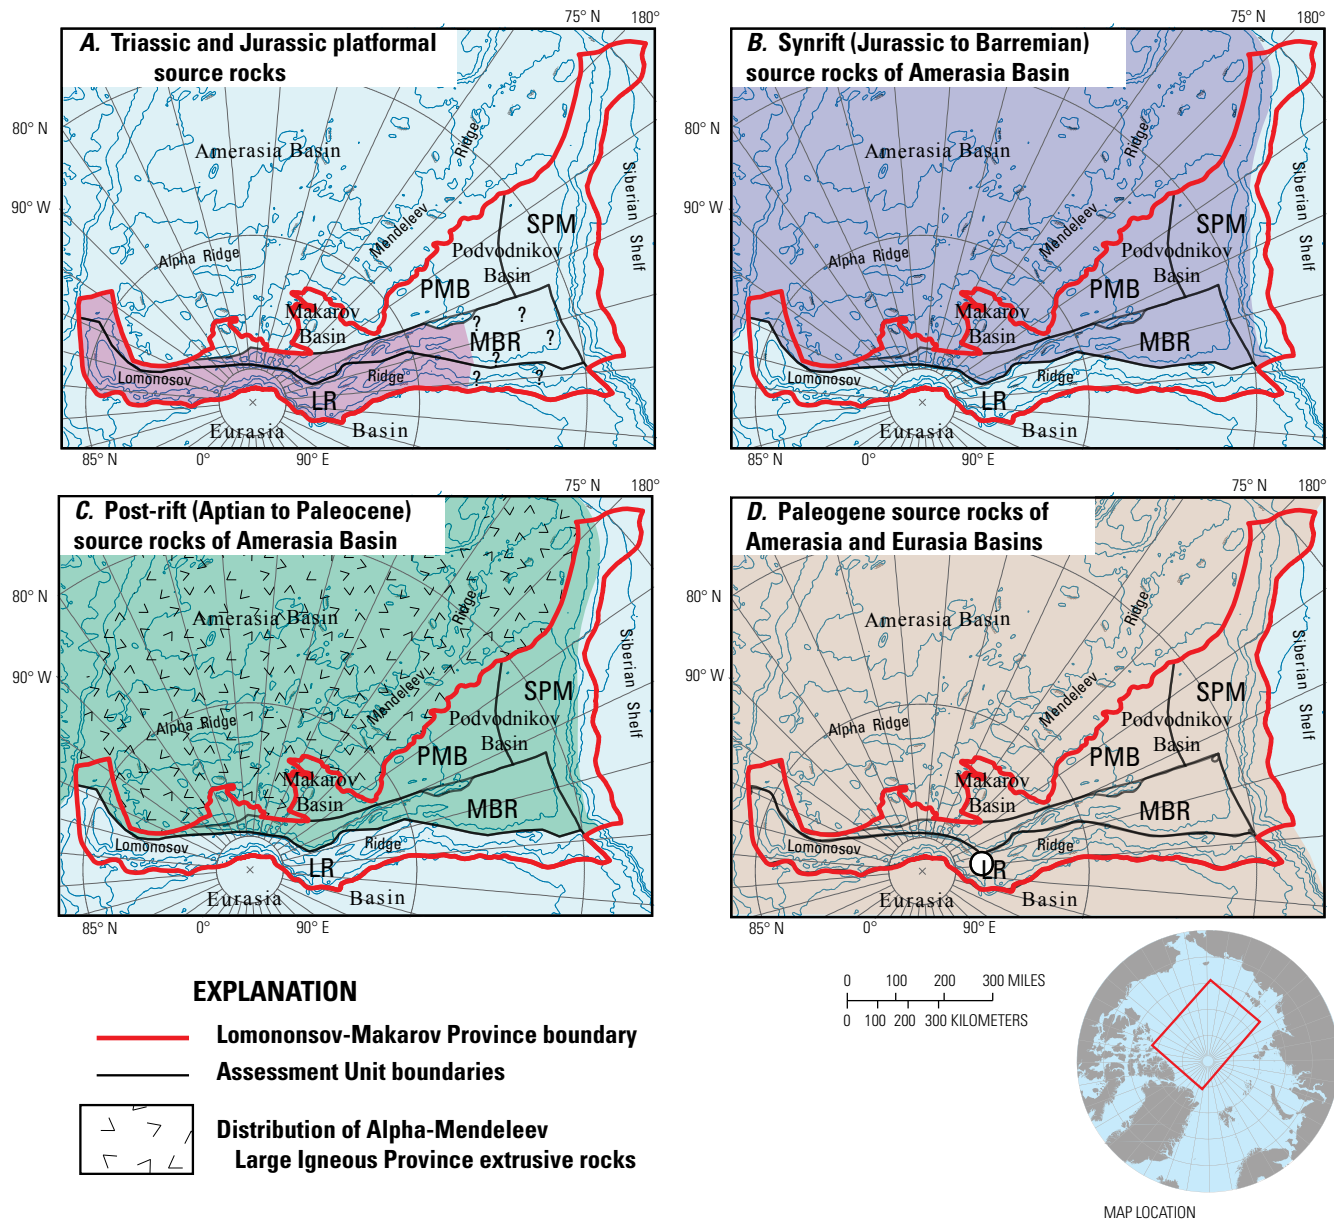 75° N 180°
A. Triassic and Jurassic platformal
source rocks
80° N
90° W
Amerasia Basin
Ridge
Mendeleev
Alpha Ridge
Siberian
Shelf
SPM
Podvodnikov
Basin
PMB
Makarov
Basin
?
?
?
MBR
?
?
?
Lomonosov
Ridge
LR
Eurasia Basin
85° N 0° 90° E
75° N 180°
B. Synrift (Jurassic to Barremian)
source rocks of Amerasia Basin
80° N
90° W
Amerasia Basin
Ridge
Mendeleev
Alpha Ridge
Siberian
Shelf
SPM
Podvodnikov
Basin
PMB
Makarov
Basin
MBR
Lomonosov
Ridge
LR
Eurasia Basin
85° N 0° 90° E
75° N 180°
C. Post-rift (Aptian to Paleocene)
source rocks of Amerasia Basin
80° N
90° W
Amerasia Basin
Ridge
Mendeleev
Alpha Ridge
Siberian
Shelf
SPM
Podvodnikov
Basin
PMB
Makarov
Basin
MBR
Lomonosov
Ridge
LR
Eurasia Basin
85° N 0° 90° E
75° N 180°
D. Paleogene source rocks of
Amerasia and Eurasia Basins
80° N
90° W
Amerasia Basin
Ridge
Mendeleev
Alpha Ridge
Siberian
Shelf
SPM
Podvodnikov
Basin
PMB
Makarov
Basin
MBR
Lomonosov
Ridge
LR
Eurasia Basin
85° N 0° 90° E
EXPLANATION
Lomononsov-Makarov Province boundary
Assessment Unit boundaries
Distribution of Alpha-Mendeleev
Large Igneous Province extrusive rocks
0 100 200 300 MILES
0 100 200 300 KILOMETERS
MAP LOCATION